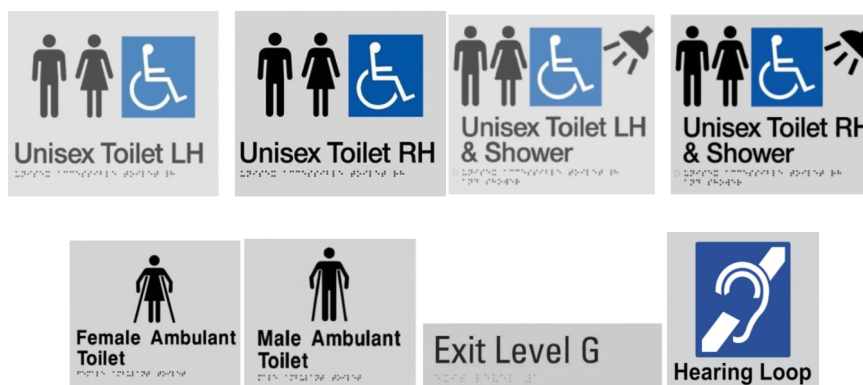 Unisex Toilet LH
Unisex Toilet RH
Unisex Toilet LH
& Shower
Unisex Toilet RH
& Shower
Female Ambulant
Toilet
Male Ambulant
Toilet
Exit Level G
Hearing Loop